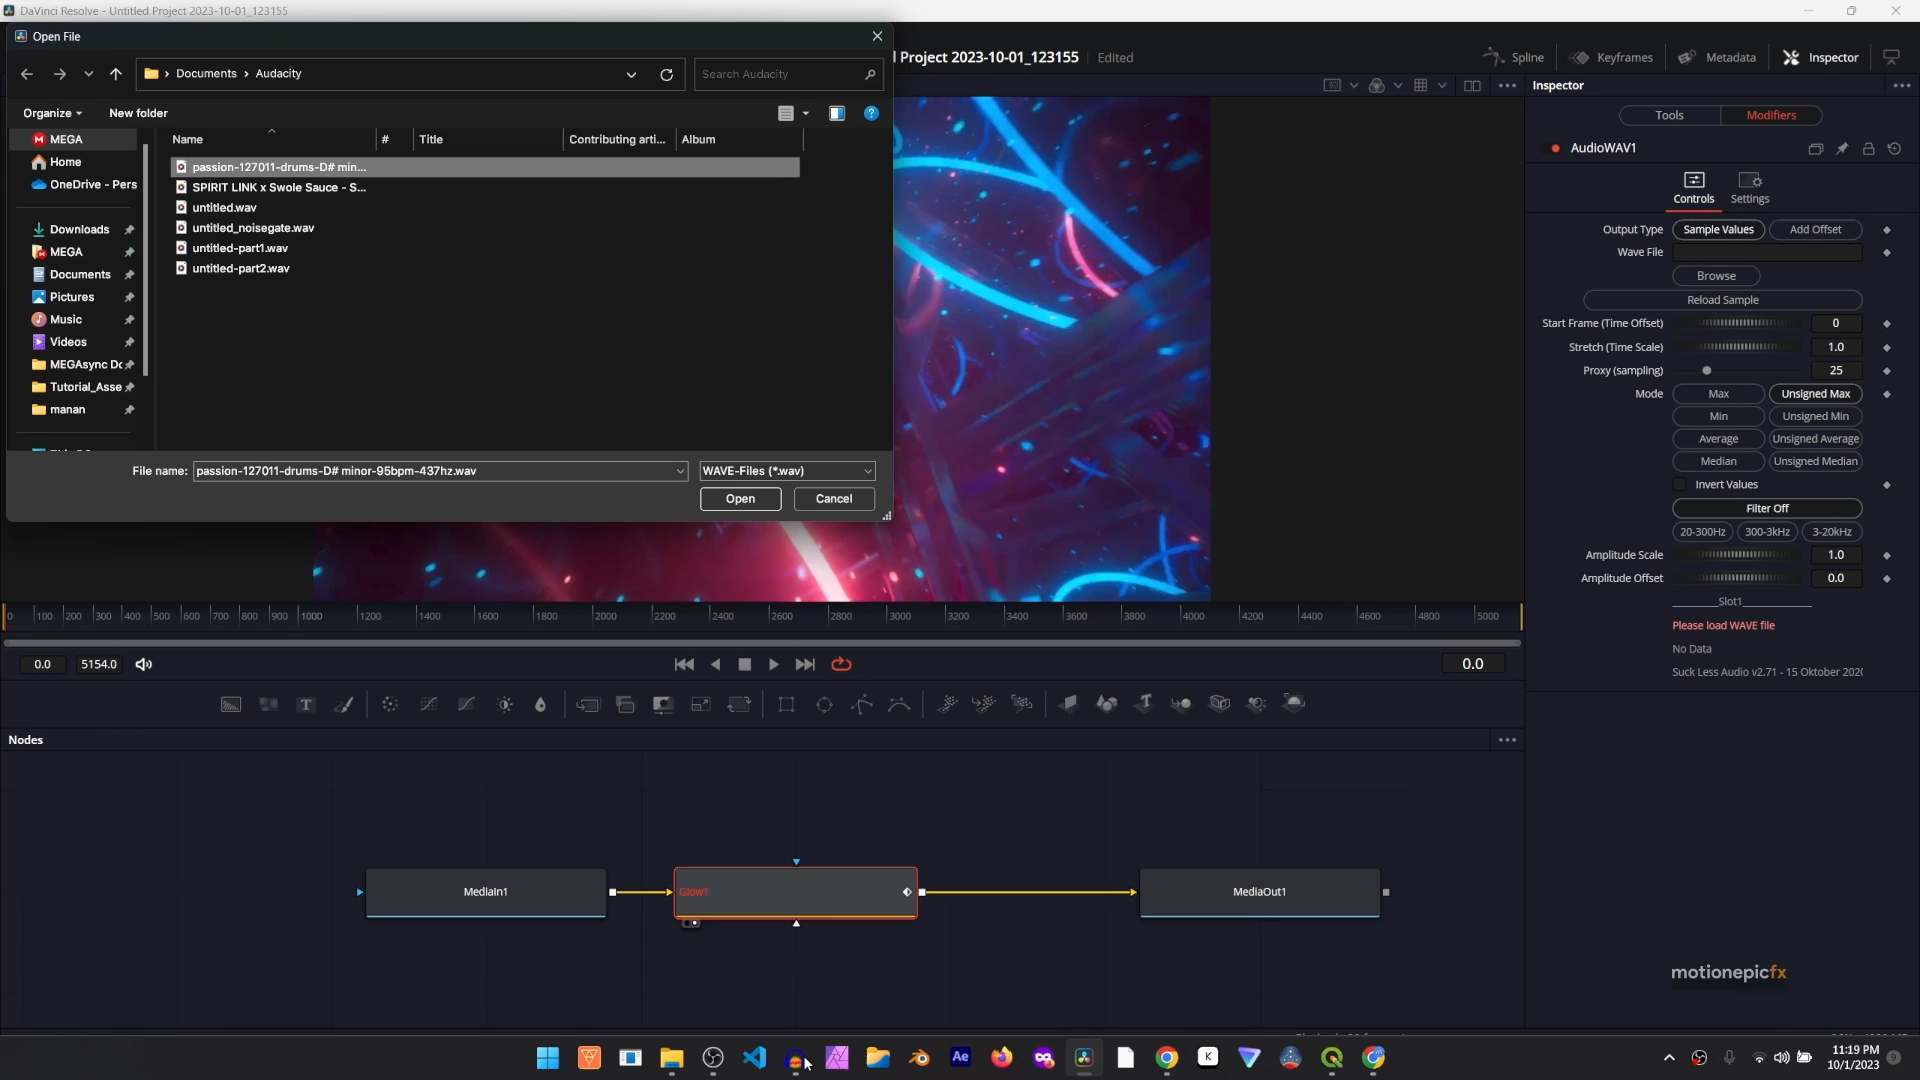 DaVinci Resolve - Untitled Project 2023-10-01_123155
Open File
Documents > Audacity
Search Audacity
Organize
New folder
MEGA
Home
OneDrive - Pers
Downloads
MEGA
Documents
Pictures
Music
Videos
MEGAsync Dc
Tutorial_Asse
manan
Name
#
Title
Contributing arti...
Album
passion-127011-drums-D# min...
SPIRIT LINK x Swole Sauce - S...
untitled.wav
untitled_noisegate.wav
untitled-part1.wav
untitled-part2.wav
File name: passion-127011-drums-D# minor-95bpm-437hz.wav
WAVE-Files (*.wav)
Open
Cancel
Project 2023-10-01_123155
Edited
Spline
Keyframes
Metadata
Inspector
Inspector
Tools
Modifiers
AudioWAV1
Controls
Settings
Output Type Sample Values Add Offset
Wave File
Browse
Reload Sample
Start Frame (Time Offset) 0
Stretch (Time Scale) 1.0
Proxy (sampling) 25
Mode Max Unsigned Max
Min Unsigned Min
Average Unsigned Average
Median Unsigned Median
Invert Values
Filter Off
20-300Hz 300-3kHz 3-20kHz
Amplitude Scale 1.0
Amplitude Offset 0.0
Slot1
Please load WAVE file
No Data
Suck Less Audio v2.71 - 15 Oktober 202
0 100 200 300 400 500 600 700 800 900 1000 1200 1400 1600 1800 2000 2200 2400 2600 2800 3000 3200 3400 3600 3800 4000 4200 4400 4600 4800 5000
0.0 5154.0
0.0
T
T
Nodes
MediaIn1
Glow1
MediaOut1
motionepicfx
Ae
K
11:19 PM
10/1/2023